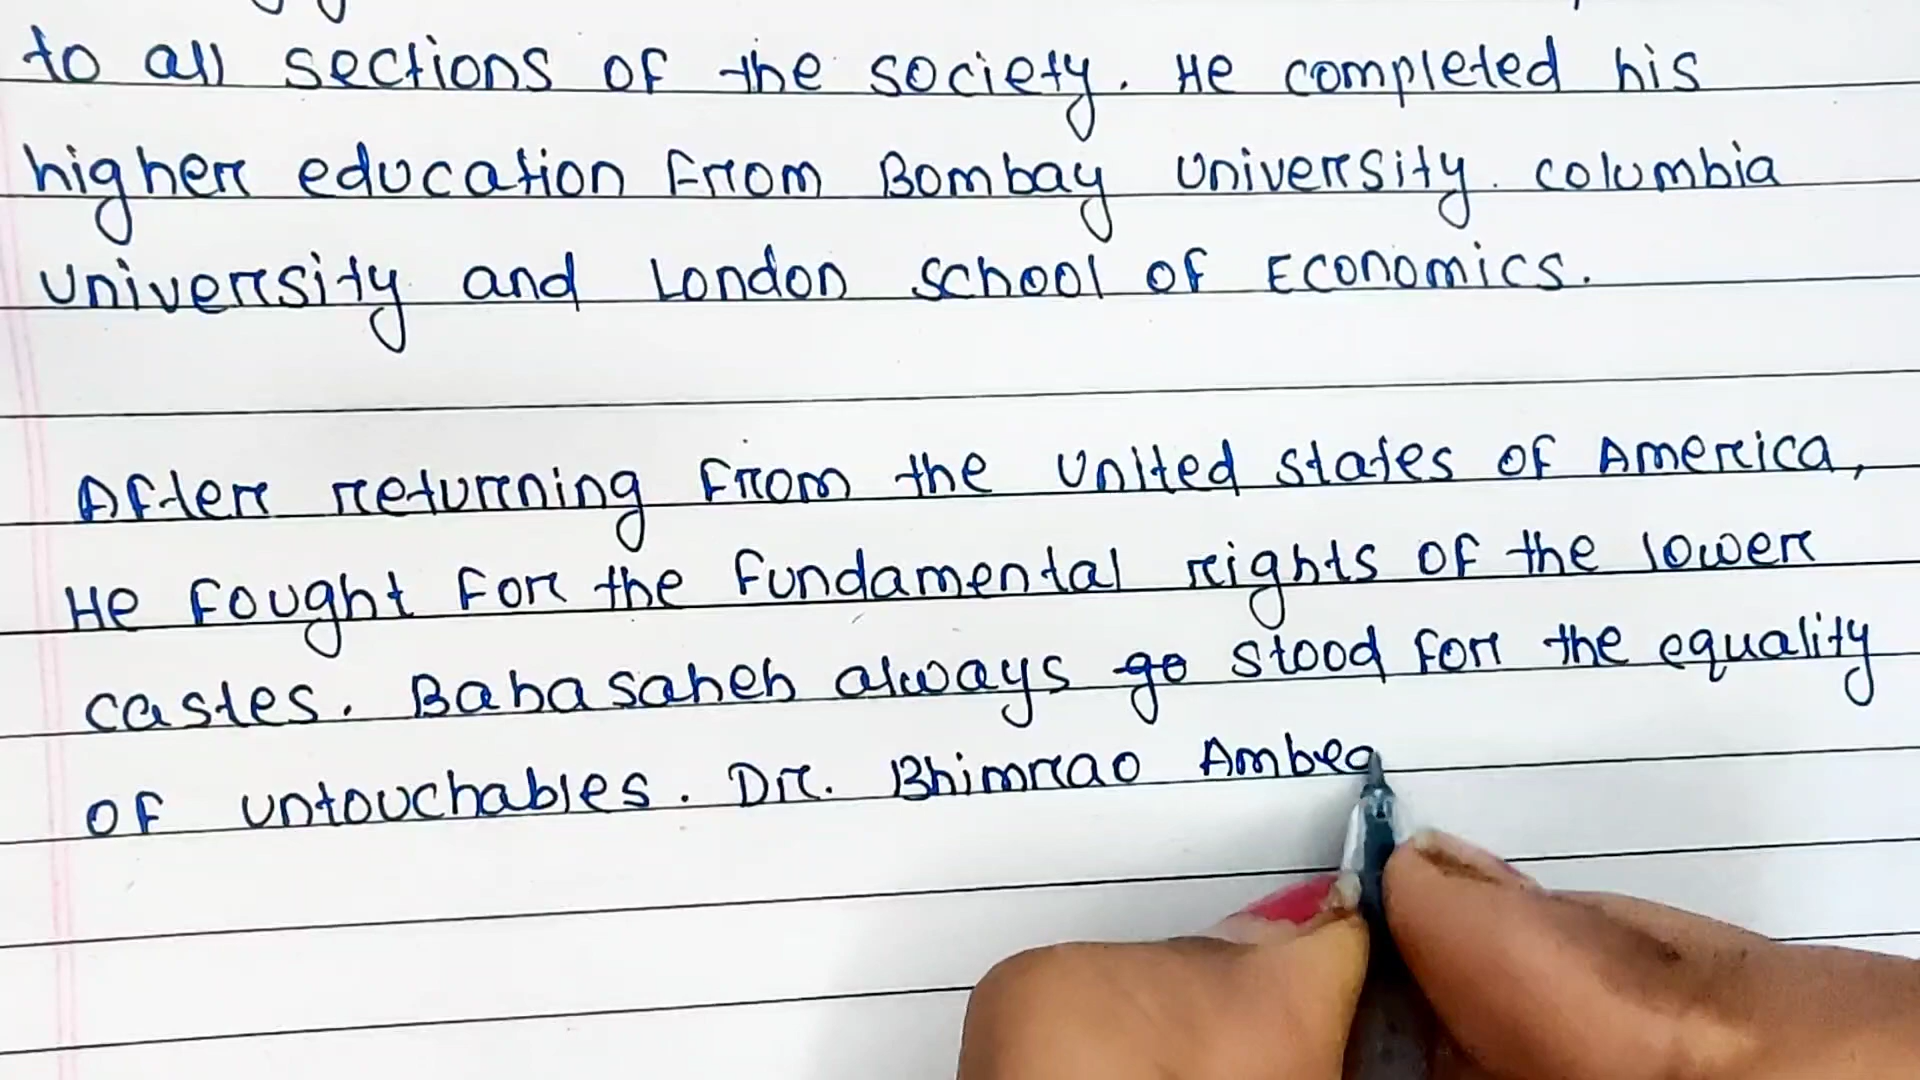 to all sections of the society. He completed his
higher education from Bombay University. columbia
University and London School of Economics.
After returning from the United states of America,
He fought for the fundamental rights of the lower
castes. Babasaheb always go stood for the equality
of untouchables. Dr. Bhimrao Ambed